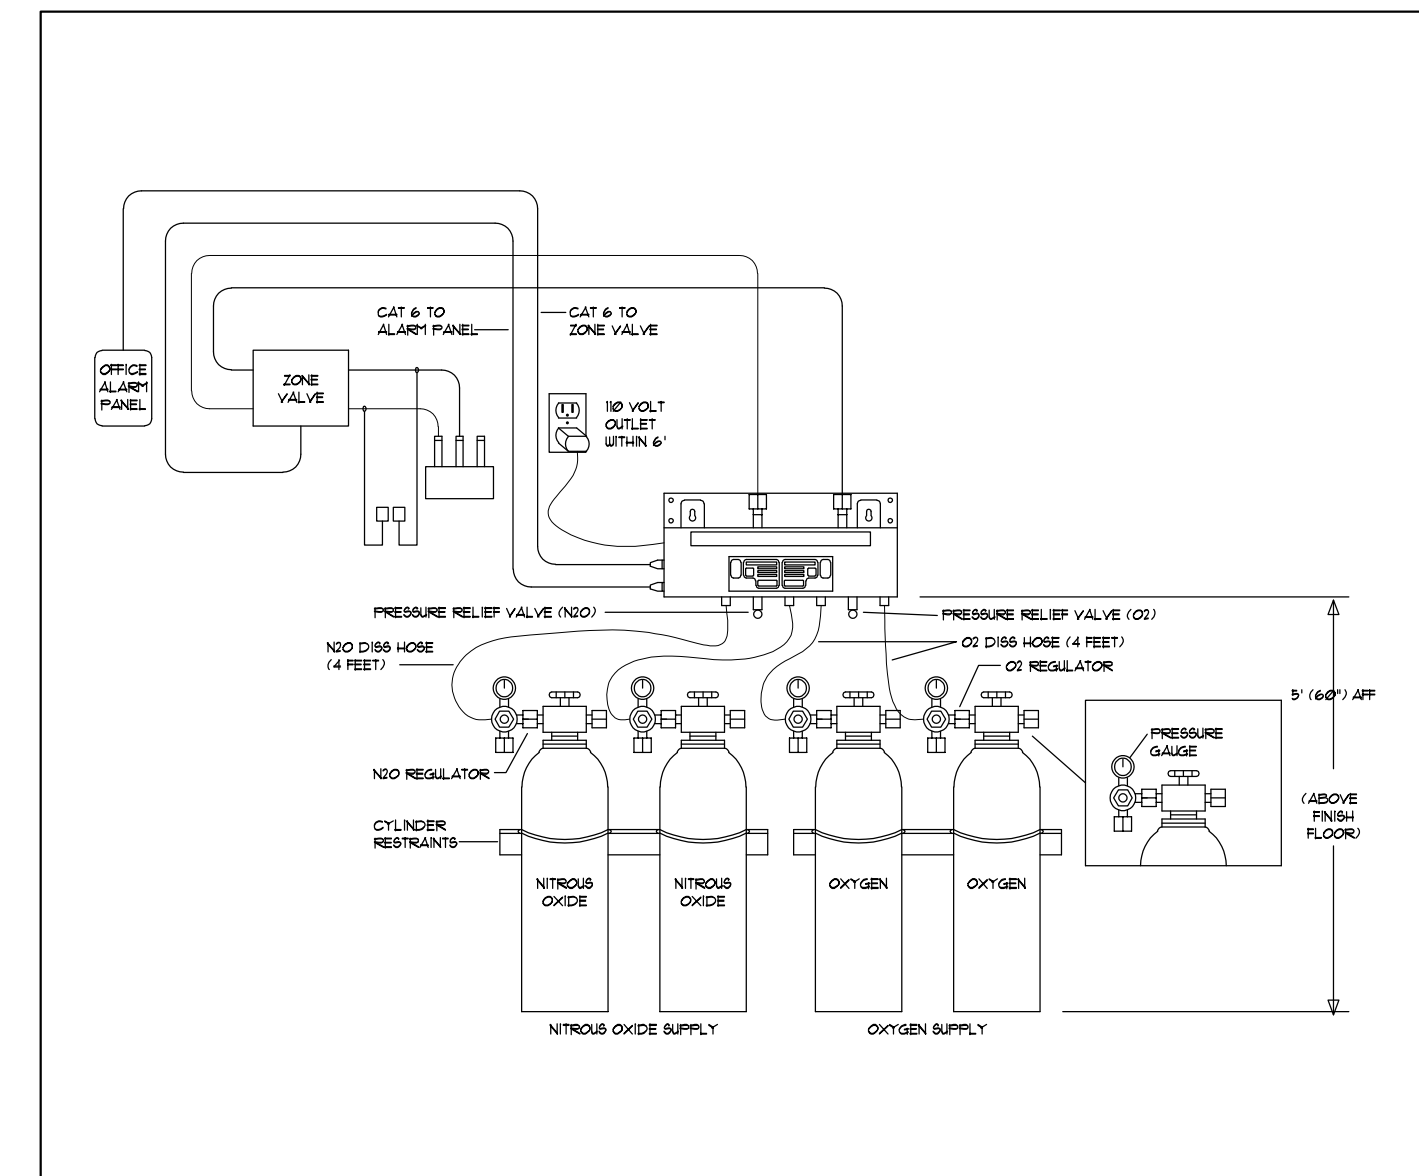 CAT 6 TO
ALARM PANEL
CAT 6 TO
ZONE VALVE
OFFICE
ALARM
PANEL
ZONE
VALVE
110 VOLT
OUTLET
WITHIN 6'
PRESSURE RELIEF VALVE (N2O)
PRESSURE RELIEF VALVE (O2)
N2O DISS HOSE
(4 FEET)
O2 DISS HOSE (4 FEET)
O2 REGULATOR
5' (60") AFF
PRESSURE
GAUGE
N2O REGULATOR
(ABOVE
FINISH
FLOOR)
CYLINDER
RESTRAINTS
NITROUS
OXIDE
NITROUS
OXIDE
OXYGEN
OXYGEN
NITROUS OXIDE SUPPLY
OXYGEN SUPPLY